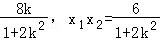 8k/(1+2k²), x₁x₂=6/(1+2k²)